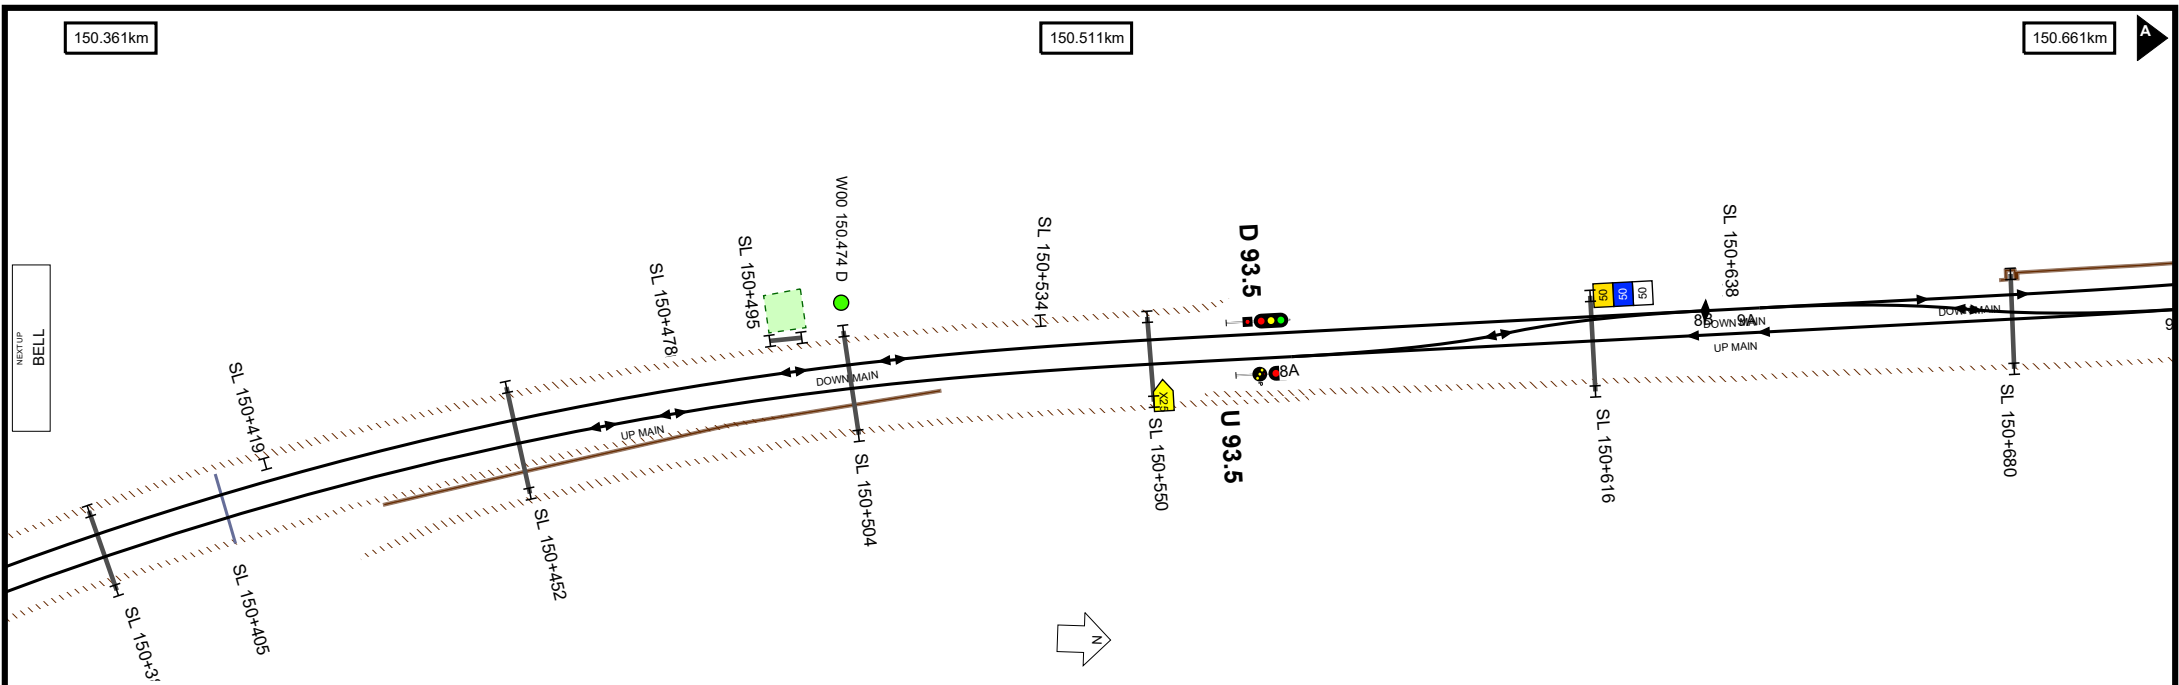 150.361km
150.511km
150.661km
A
NEXT UP
BELL
SL 150+419
SL 150+405
SL 150+452
SL 150+478
SL 150+495
W00 150.474 D
DOWN MAIN
UP MAIN
SL 150+504
SL 150+534
SL 150+550
X25
D 93.5
8A
U 93.5
50
50
50
SL 150+616
SL 150+638
8B
9A
DOWN MAIN
UP MAIN
DOWN MAIN
SL 150+680
9
N